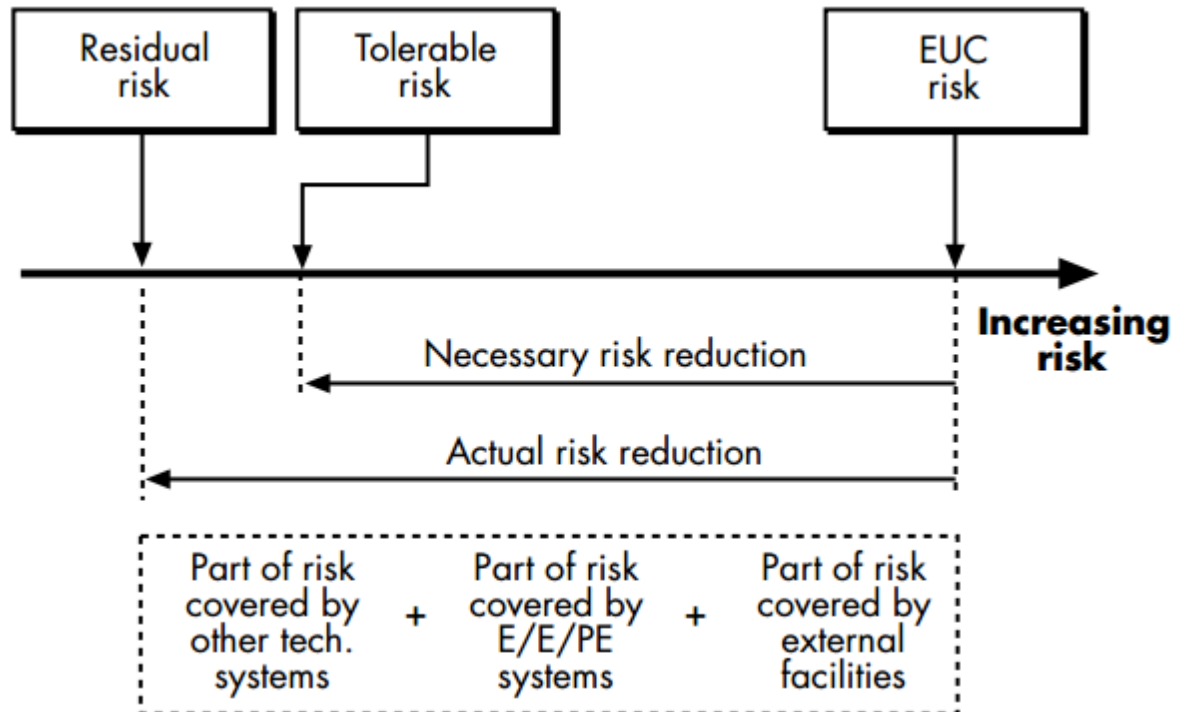 Residual
risk
Tolerable
risk
EUC
risk
Increasing
risk
Necessary risk reduction
Actual risk reduction
Part of risk
covered by
other tech.
systems
+
Part of risk
covered by
E/E/PE
systems
+
Part of risk
covered by
external
facilities